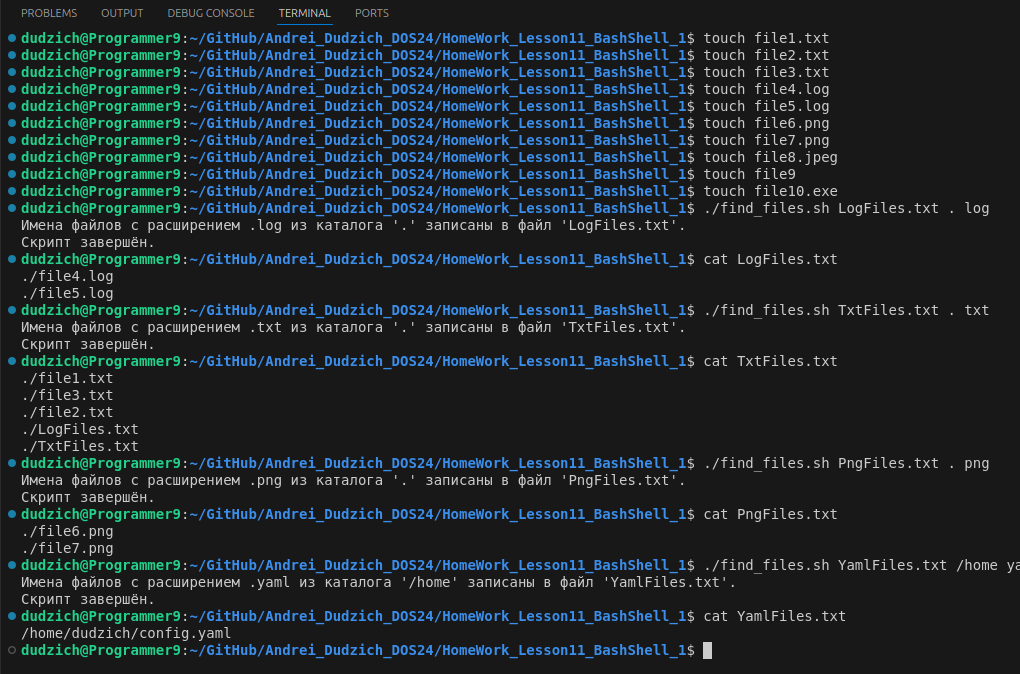 PROBLEMS OUTPUT DEBUG CONSOLE TERMINAL PORTS
dudzich@Programmer9:~/GitHub/Andrei_Dudzich_DOS24/HomeWork_Lesson11_BashShell_1$ touch file1.txt
dudzich@Programmer9:~/GitHub/Andrei_Dudzich_DOS24/HomeWork_Lesson11_BashShell_1$ touch file2.txt
dudzich@Programmer9:~/GitHub/Andrei_Dudzich_DOS24/HomeWork_Lesson11_BashShell_1$ touch file3.txt
dudzich@Programmer9:~/GitHub/Andrei_Dudzich_DOS24/HomeWork_Lesson11_BashShell_1$ touch file4.log
dudzich@Programmer9:~/GitHub/Andrei_Dudzich_DOS24/HomeWork_Lesson11_BashShell_1$ touch file5.log
dudzich@Programmer9:~/GitHub/Andrei_Dudzich_DOS24/HomeWork_Lesson11_BashShell_1$ touch file6.png
dudzich@Programmer9:~/GitHub/Andrei_Dudzich_DOS24/HomeWork_Lesson11_BashShell_1$ touch file7.png
dudzich@Programmer9:~/GitHub/Andrei_Dudzich_DOS24/HomeWork_Lesson11_BashShell_1$ touch file8.jpeg
dudzich@Programmer9:~/GitHub/Andrei_Dudzich_DOS24/HomeWork_Lesson11_BashShell_1$ touch file9
dudzich@Programmer9:~/GitHub/Andrei_Dudzich_DOS24/HomeWork_Lesson11_BashShell_1$ touch file10.exe
dudzich@Programmer9:~/GitHub/Andrei_Dudzich_DOS24/HomeWork_Lesson11_BashShell_1$ ./find_files.sh LogFiles.txt . log
Имена файлов с расширением .log из каталога '.' записаны в файл 'LogFiles.txt'.
Скрипт завершён.
dudzich@Programmer9:~/GitHub/Andrei_Dudzich_DOS24/HomeWork_Lesson11_BashShell_1$ cat LogFiles.txt
./file4.log
./file5.log
dudzich@Programmer9:~/GitHub/Andrei_Dudzich_DOS24/HomeWork_Lesson11_BashShell_1$ ./find_files.sh TxtFiles.txt . txt
Имена файлов с расширением .txt из каталога '.' записаны в файл 'TxtFiles.txt'.
Скрипт завершён.
dudzich@Programmer9:~/GitHub/Andrei_Dudzich_DOS24/HomeWork_Lesson11_BashShell_1$ cat TxtFiles.txt
./file1.txt
./file3.txt
./file2.txt
./LogFiles.txt
./TxtFiles.txt
dudzich@Programmer9:~/GitHub/Andrei_Dudzich_DOS24/HomeWork_Lesson11_BashShell_1$ ./find_files.sh PngFiles.txt . png
Имена файлов с расширением .png из каталога '.' записаны в файл 'PngFiles.txt'.
Скрипт завершён.
dudzich@Programmer9:~/GitHub/Andrei_Dudzich_DOS24/HomeWork_Lesson11_BashShell_1$ cat PngFiles.txt
./file6.png
./file7.png
dudzich@Programmer9:~/GitHub/Andrei_Dudzich_DOS24/HomeWork_Lesson11_BashShell_1$ ./find_files.sh YamlFiles.txt /home ya
Имена файлов с расширением .yaml из каталога '/home' записаны в файл 'YamlFiles.txt'.
Скрипт завершён.
dudzich@Programmer9:~/GitHub/Andrei_Dudzich_DOS24/HomeWork_Lesson11_BashShell_1$ cat YamlFiles.txt
/home/dudzich/config.yaml
dudzich@Programmer9:~/GitHub/Andrei_Dudzich_DOS24/HomeWork_Lesson11_BashShell_1$